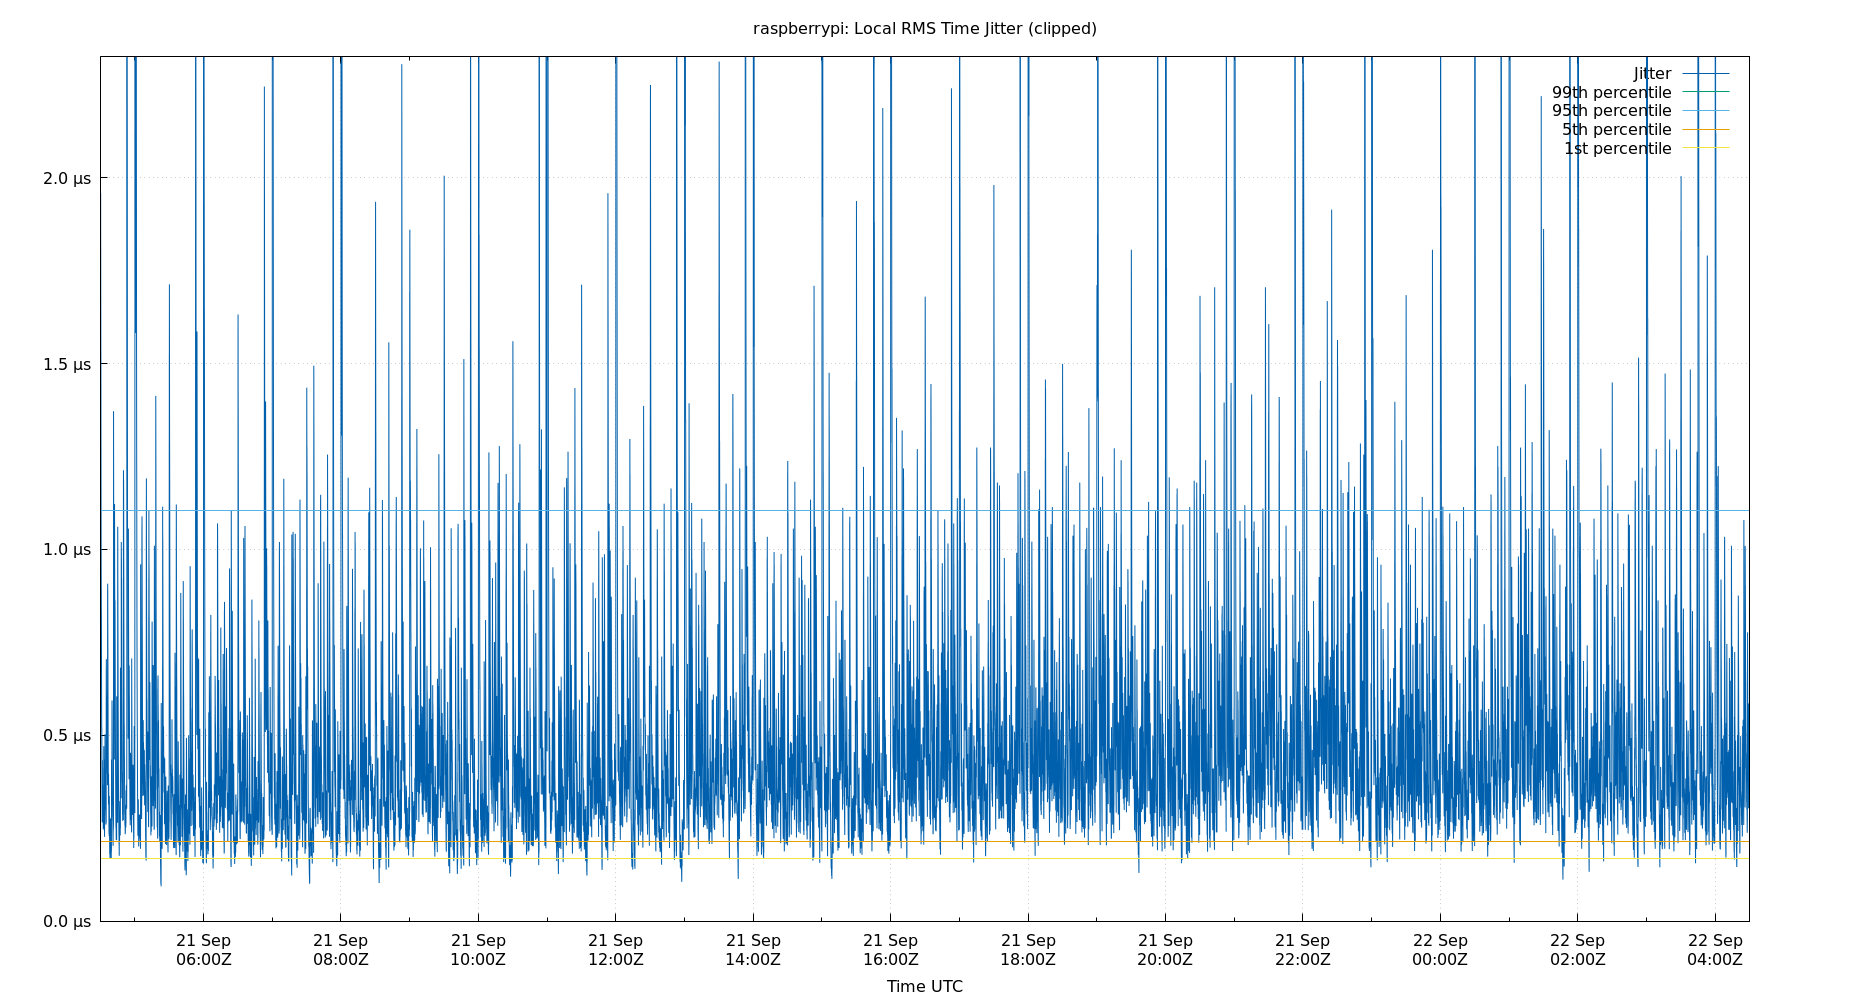 raspberrypi: Local RMS Time Jitter (clipped)
Jitter
99th percentile
95th percentile
5th percentile
1st percentile
2.0 µs
1.5 µs
1.0 µs
0.5 µs
0.0 µs
21 Sep 21 Sep 21 Sep 21 Sep 21 Sep 21 Sep 21 Sep 21 Sep 21 Sep 22 Sep 22 Sep 22 Sep
06:00Z 08:00Z 10:00Z 12:00Z 14:00Z 16:00Z 18:00Z 20:00Z 22:00Z 00:00Z 02:00Z 04:00Z
Time UTC